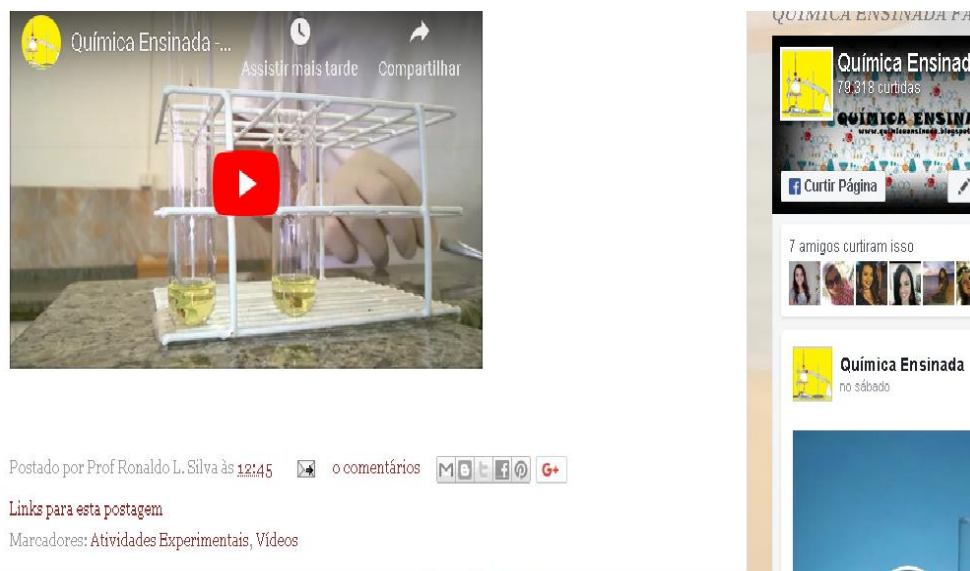 Química Ensinada -...
Assistir mais tarde
Compartilhar
Postado por Prof Ronaldo L. Silva às 12:45
0 comentários
G+
Links para esta postagem
Marcadores: Atividades Experimentais, Vídeos
QUIMICA ENSINADA FA
Química Ensinad
79.318 curtidas
QUÍMICA ENSINA
Curtir Página
7 amigos curtiram isso
Química Ensinada
no sábado